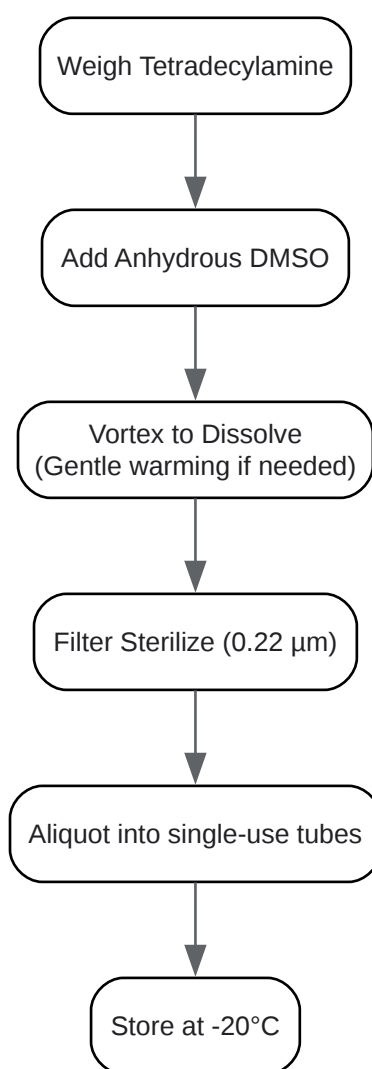 Weigh Tetradecylamine
Add Anhydrous DMSO
Vortex to Dissolve
(Gentle warming if needed)
Filter Sterilize (0.22 µm)
Aliquot into single-use tubes
Store at -20°C